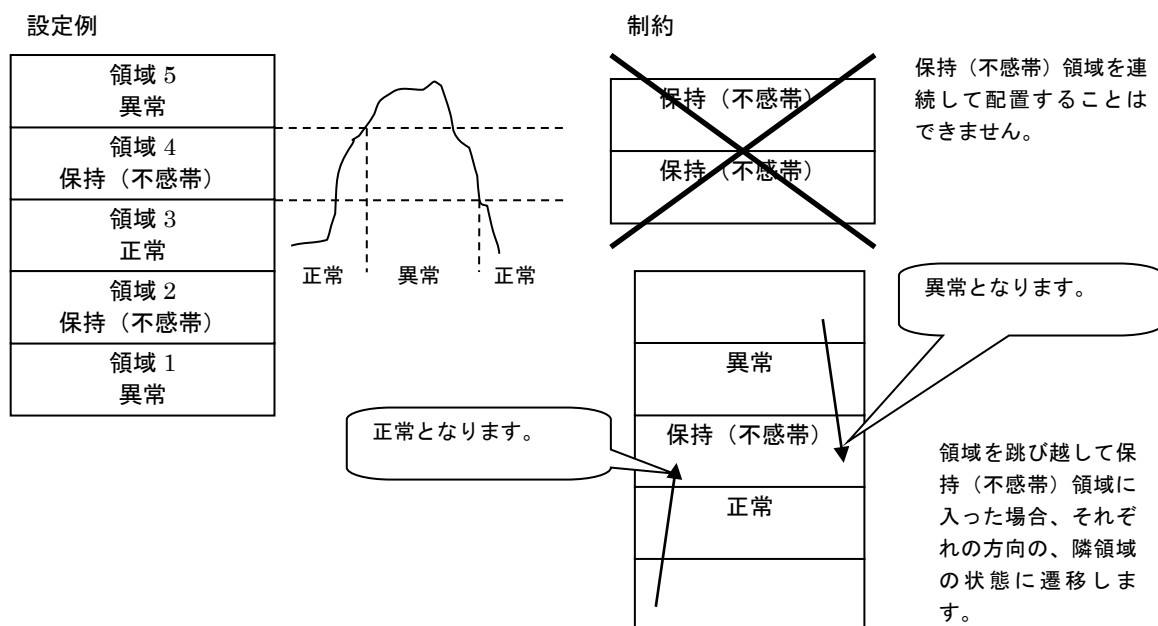 設定例
領域 5
異常
領域 4
保持（不感帯）
領域 3
正常
領域 2
保持（不感帯）
領域 1
異常
正常
異常
正常
制約
保持（不感帯）
保持（不感帯）
保持（不感帯）領域を連
続して配置することは
できません。
異常となります。
異常
正常となります。
保持（不感帯）
正常
領域を跳び越して保
持（不感帯）領域に
入った場合、それぞ
れの方向の、隣領域
の状態に遷移しま
す。